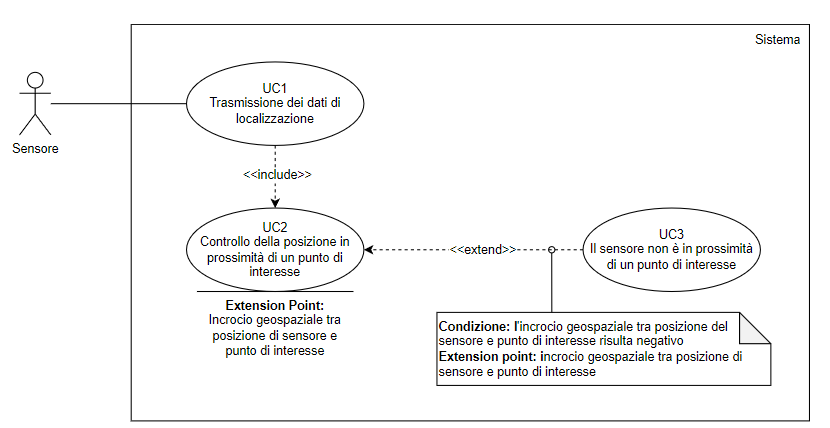 Sistema
UC1
Trasmissione dei dati di
localizzazione
Sensore
<<include>>
UC2
Controllo della posizione in
prossimità di un punto di
interesse
<<extend>>
UC3
Il sensore non è in prossimità
di un punto di interesse
Extension Point:
Incrocio geospaziale tra
posizione di sensore e
punto di interesse
Condizione: l'incrocio geospaziale tra posizione del
sensore e punto di interesse risulta negativo
Extension point: incrocio geospaziale tra posizione di
sensore e punto di interesse